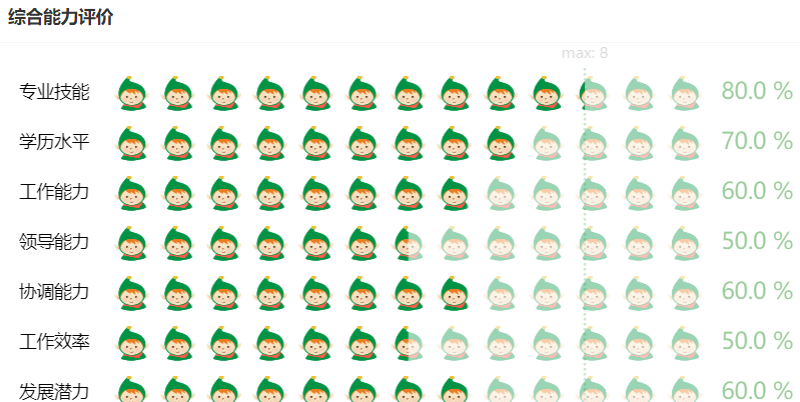 综合能力评价
max: 8
专业技能 80.0 %
学历水平 70.0 %
工作能力 60.0 %
领导能力 50.0 %
协调能力 60.0 %
工作效率 50.0 %
发展潜力 60.0 %